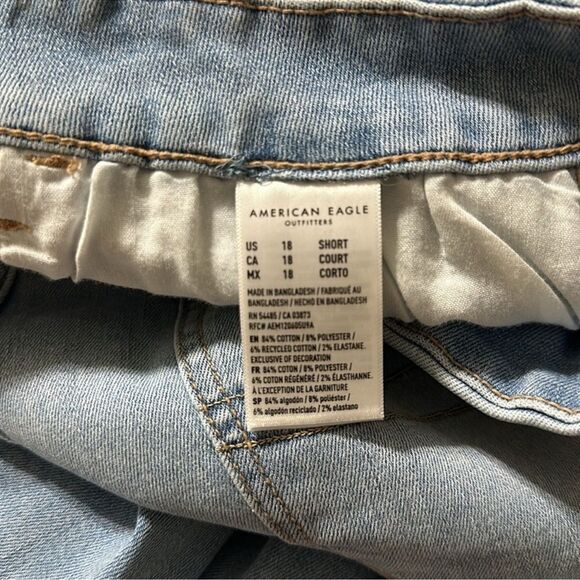 AMERICAN EAGLE
OUTFITTERS
US 18 SHORT
CA 18 COURT
MX 18 CORTO
MADE IN BANGLADESH / FABRIQUÉ AU
BANGLADESH / HECHO EN BANGLADESH
RN 54485 / CA 03873
RFC# AEM120605U9A
EN 84% COTTON / 8% POLYESTER /
6% RECYCLED COTTON / 2% ELASTANE.
EXCLUSIVE OF DECORATION
FR 84% COTON / 8% POLYESTER /
6% COTON RÉGÉNÉRÉ / 2% ÉLASTHANNE.
À L'EXCEPTION DE LA GARNITURE
SP 84% algodón / 8% poliéster /
6% algodón reciclado / 2% elastano